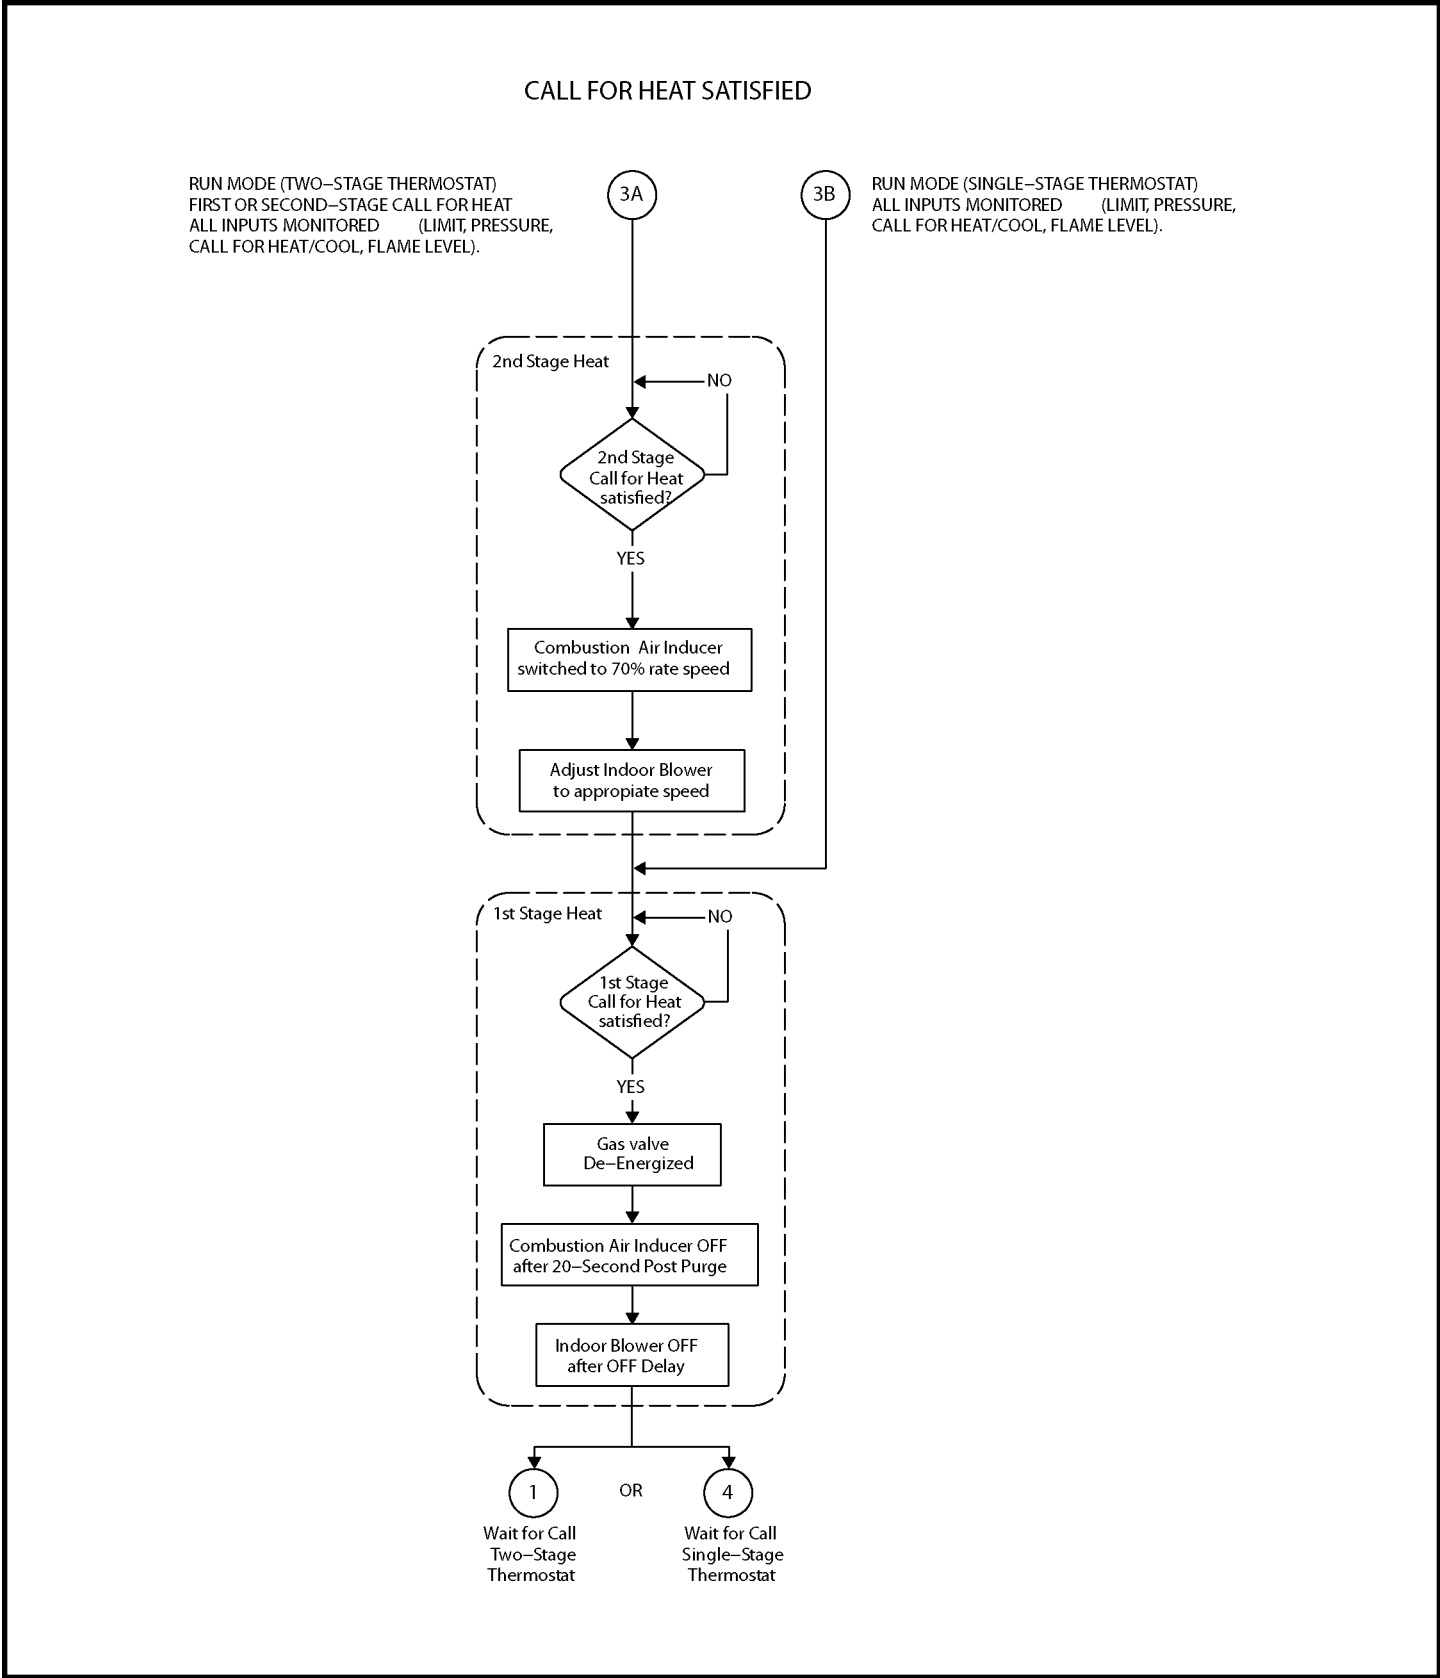 CALL FOR HEAT SATISFIED
RUN MODE (TWO–STAGE THERMOSTAT)
FIRST OR SECOND–STAGE CALL FOR HEAT
ALL INPUTS MONITORED (LIMIT, PRESSURE,
CALL FOR HEAT/COOL, FLAME LEVEL).
3A
3B
RUN MODE (SINGLE–STAGE THERMOSTAT)
ALL INPUTS MONITORED (LIMIT, PRESSURE,
CALL FOR HEAT/COOL, FLAME LEVEL).
2nd Stage Heat
NO
2nd Stage
Call for Heat
satisfied?
YES
Combustion Air Inducer
switched to 70% rate speed
Adjust Indoor Blower
to appropiate speed
1st Stage Heat
NO
1st Stage
Call for Heat
satisfied?
YES
Gas valve
De–Energized
Combustion Air Inducer OFF
after 20–Second Post Purge
Indoor Blower OFF
after OFF Delay
1
OR
4
Wait for Call
Two–Stage
Thermostat
Wait for Call
Single–Stage
Thermostat